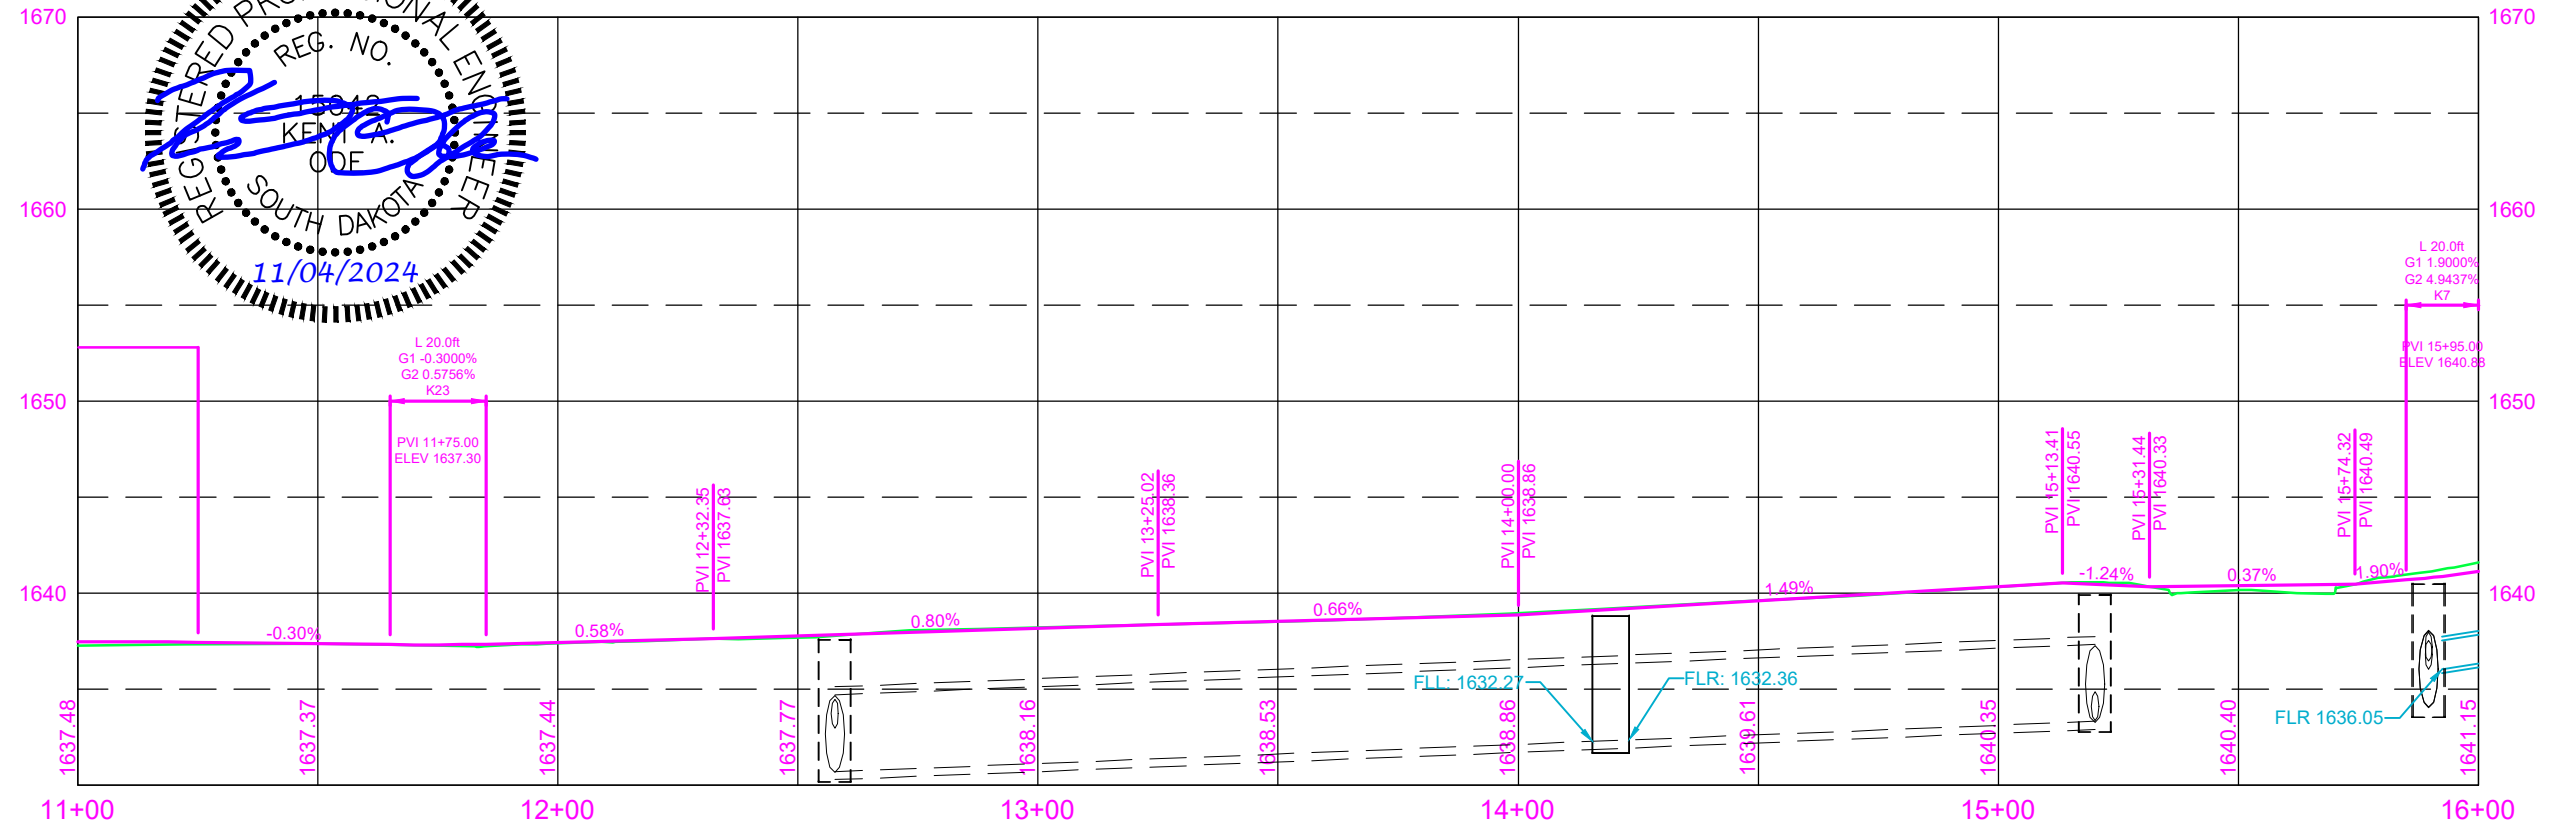 1670
1670
REGISTERED PROFESSIONAL ENGINEER
REG. NO.
KENT A.
SOUTH DAKOTA
11/04/2024
1660
1660
L 20.0ft
G1 1.9000%
G2 4.9437%
K7
PVI 15+95.00
ELEV 1640.88
L 20.0ft
G1 -0.3000%
G2 0.5756%
K23
PVI 11+75.00
ELEV 1637.30
1650
1650
PVI 12+32.35
PVI 1637.63
PVI 13+25.02
PVI 1638.36
PVI 14+00.00
PVI 1638.86
PVI 15+13.41
PVI 1640.55
PVI 15+31.44
PVI 1640.33
PVI 15+74.32
PVI 1640.49
1640
1640
-0.30%
0.58%
0.80%
0.66%
1.49%
-1.24%
0.37%
1.90%
FLL: 1632.27
FLR: 1632.36
FLR 1636.05
1637.48
1637.37
1637.44
1637.77
1638.16
1638.53
1638.86
1639.61
1640.35
1640.40
1641.15
11+00
12+00
13+00
14+00
15+00
16+00